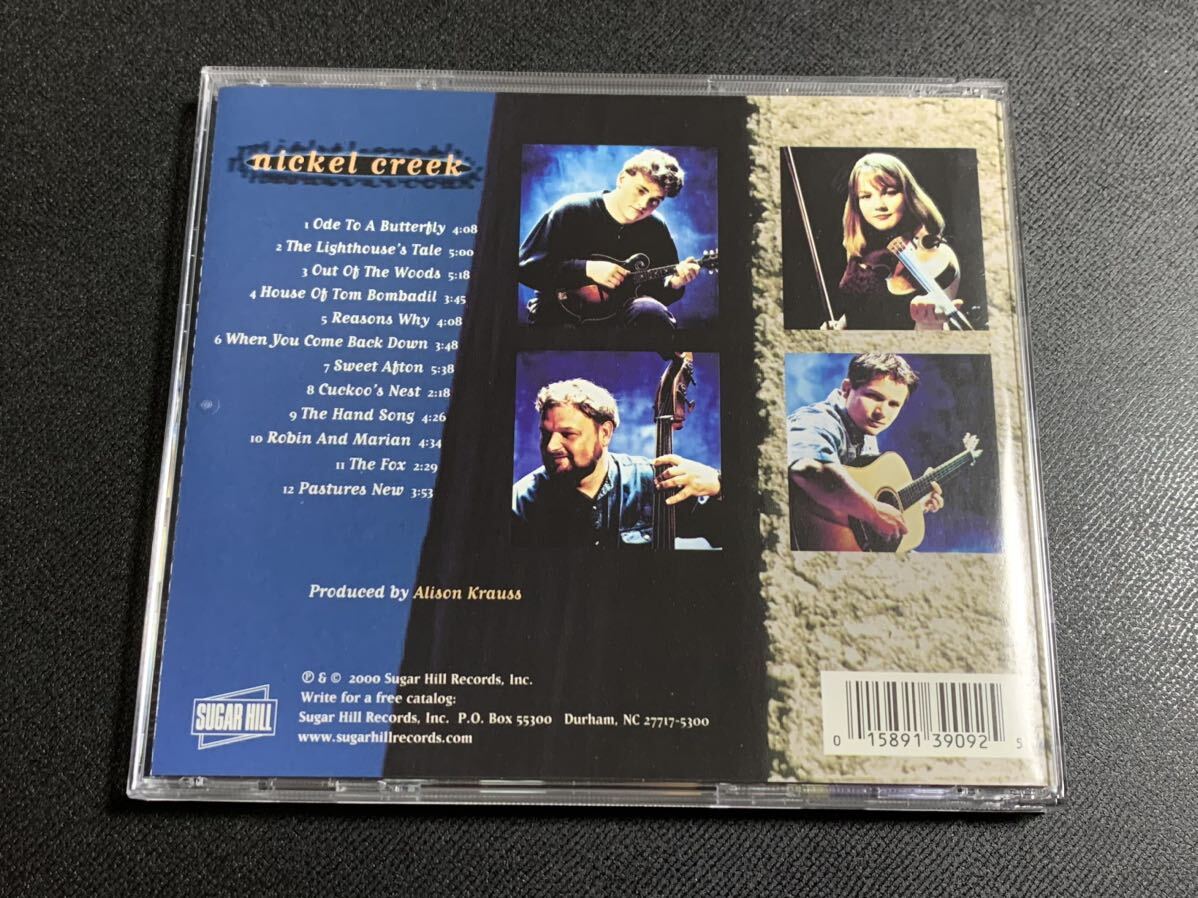 nickel creek
1 Ode To A Butterfly 4:08
2 The Lighthouse's Tale 5:00
3 Out Of The Woods 5:18
4 House Of Tom Bombadil 3:45
5 Reasons Why 4:08
6 When You Come Back Down 3:48
7 Sweet Afton 5:38
8 Cuckoo's Nest 2:18
9 The Hand Song 4:26
10 Robin And Marian 4:34
11 The Fox 2:29
12 Pastures New 3:53
Produced by Alison Krauss
℗ & © 2000 Sugar Hill Records, Inc.
Write for a free catalog:
Sugar Hill Records, Inc. P.O. Box 55300 Durham, NC 27717-5300
www.sugarhillrecords.com
SUGAR HILL
0 15891 39092 5